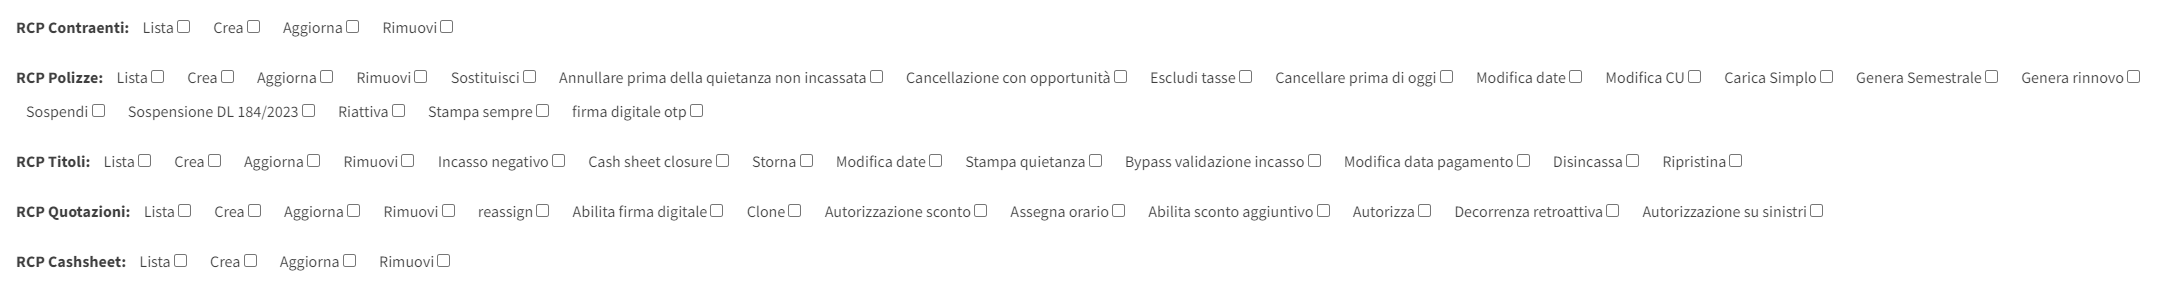 RCP Contraenti: Lista Crea Aggiorna Rimuovi
RCP Polizze: Lista Crea Aggiorna Rimuovi Sostituisci Annullare prima della quietanza non incassata Cancellazione con opportunità Escludi tasse Cancellare prima di oggi Modifica date Modifica CU Carica Simplo Genera Semestrale Genera rinnovo
Sospendi Sospensione DL 184/2023 Riattiva Stampa sempre firma digitale otp
RCP Titoli: Lista Crea Aggiorna Rimuovi Incasso negativo Cash sheet closure Storna Modifica date Stampa quietanza Bypass validazione incasso Modifica data pagamento Disincassa Ripristina
RCP Quotazioni: Lista Crea Aggiorna Rimuovi reassign Abilita firma digitale Clone Autorizzazione sconto Assegna orario Abilita sconto aggiuntivo Autorizza Decorrenza retroattiva Autorizzazione su sinistri
RCP Cashsheet: Lista Crea Aggiorna Rimuovi